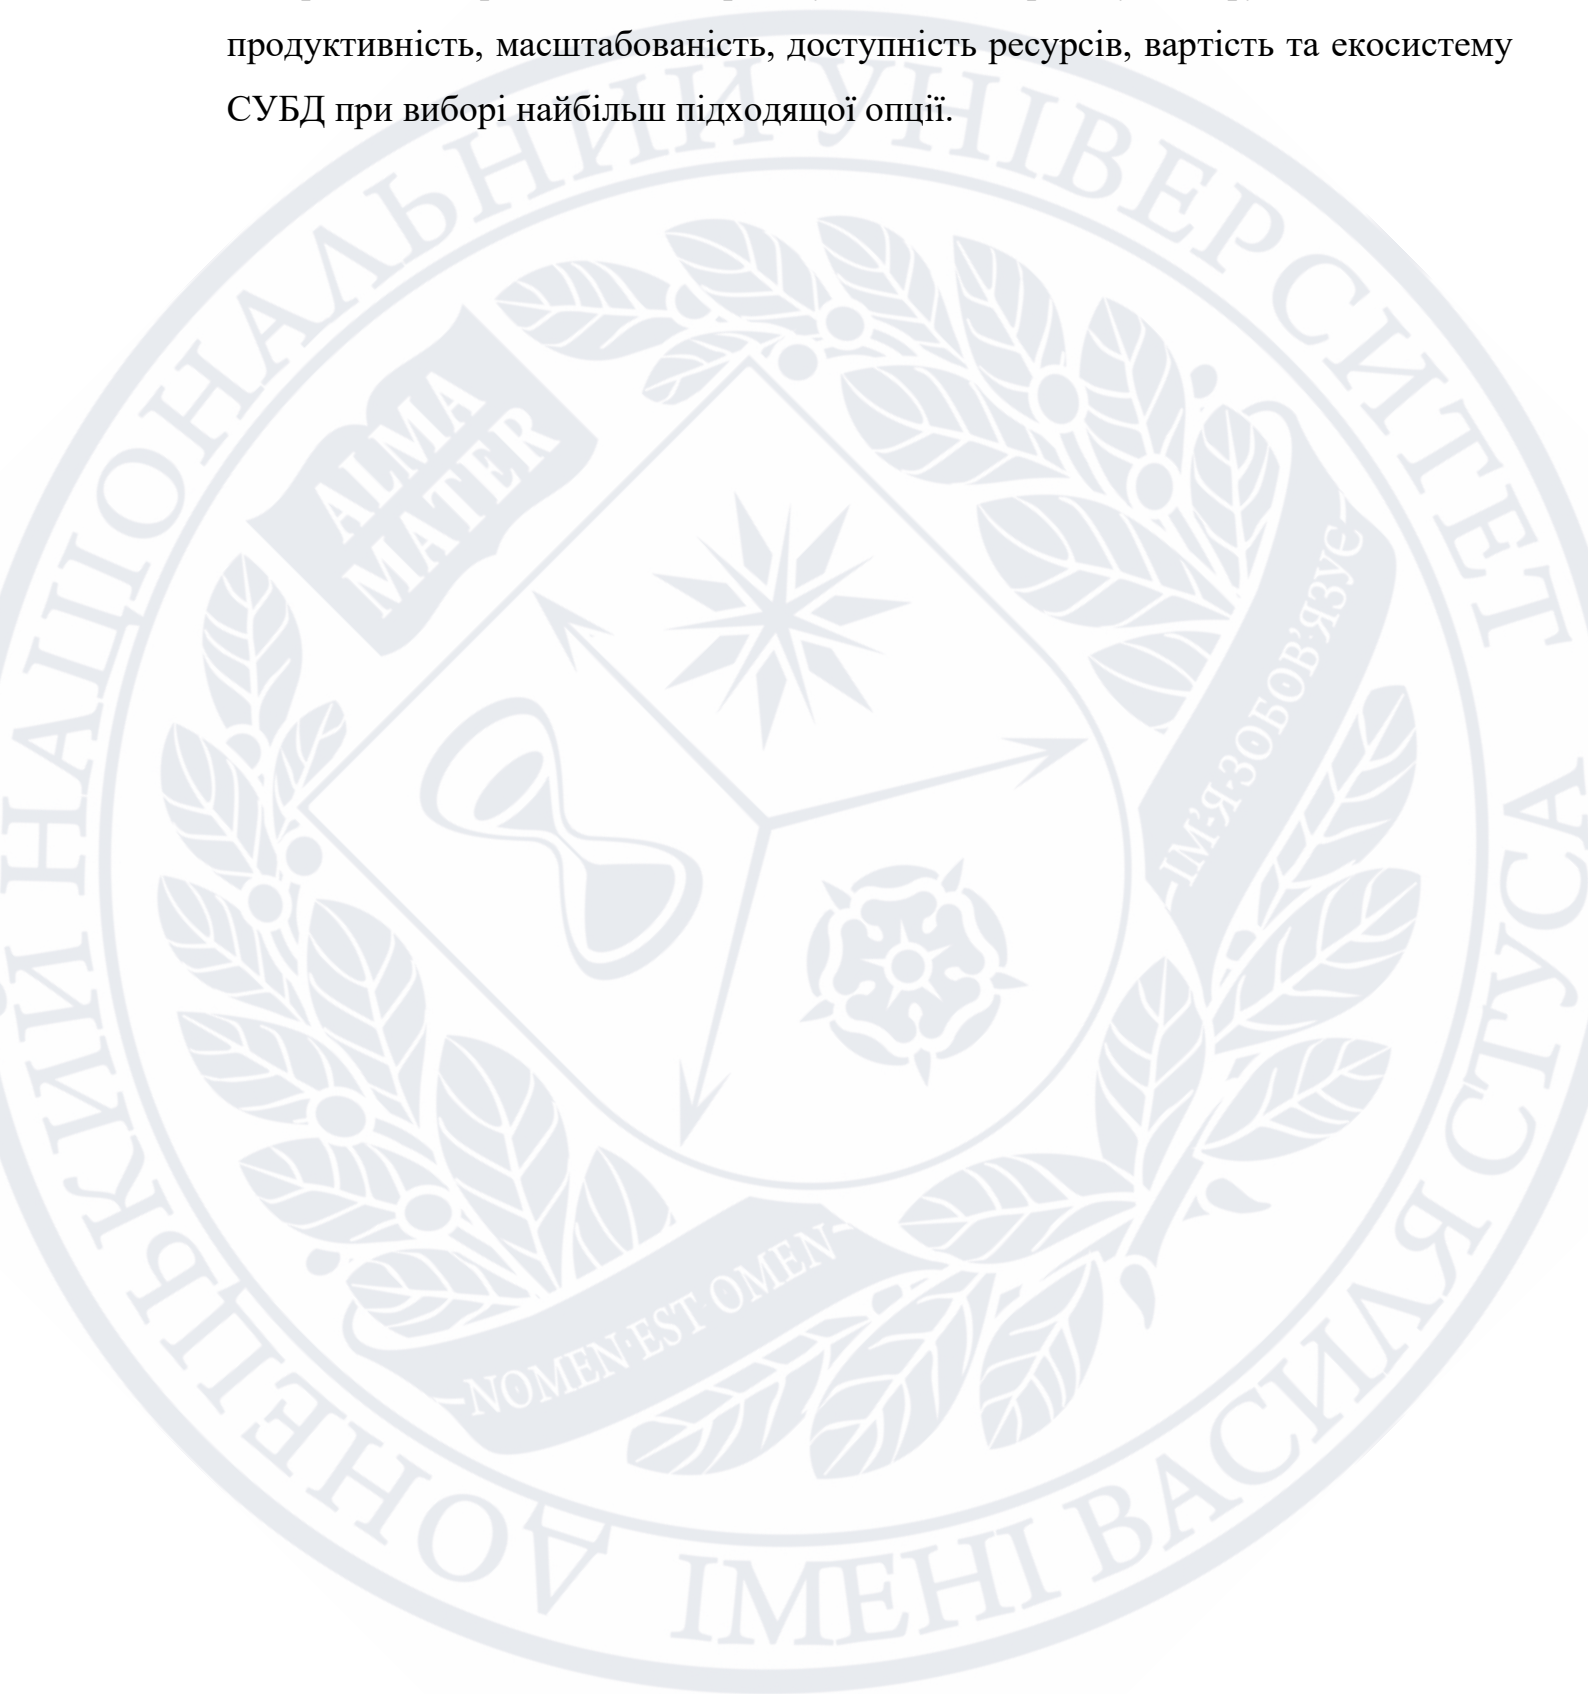 продуктивність, масштабованість, доступність ресурсів, вартість та екосистему
СУБД при виборі найбільш підходящої опції.
ДОНЕЦЬКИЙ НАЦІОНАЛЬНИЙ УНІВЕРСИТЕТ
ІМЕНІ ВАСИЛЯ СТУСА
ALMA
MATER
ІМ'Я ЗОБОВ'ЯЗУЄ
NOMEN EST OMEN